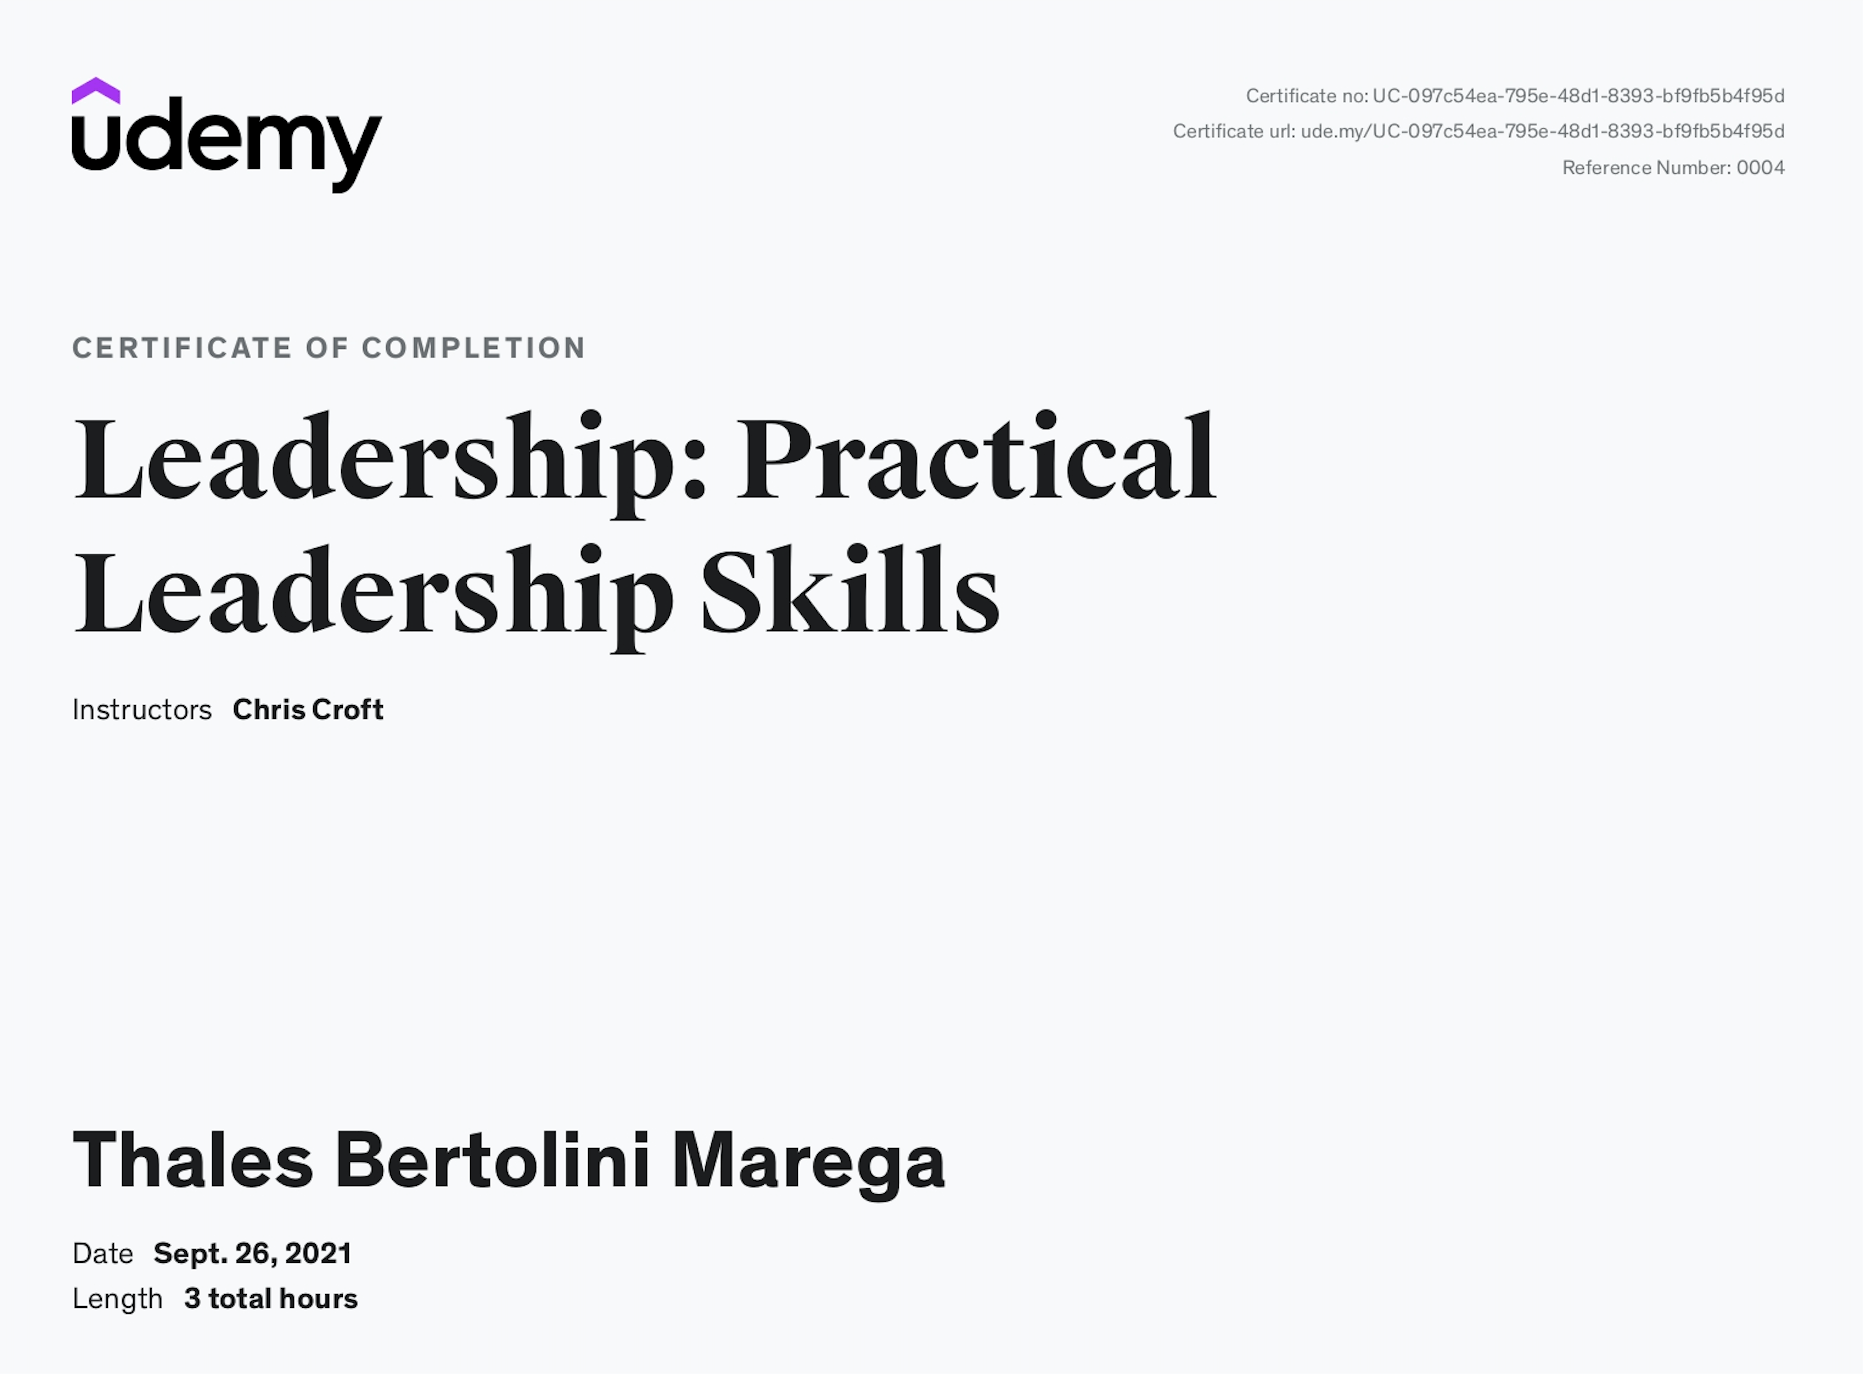 udemy
Certificate no: UC-097c54ea-795e-48d1-8393-bf9fb5b4f95d
Certificate url: ude.my/UC-097c54ea-795e-48d1-8393-bf9fb5b4f95d
Reference Number: 0004
CERTIFICATE OF COMPLETION
Leadership: Practical
Leadership Skills
Instructors Chris Croft
Thales Bertolini Marega
Date Sept. 26, 2021
Length 3 total hours